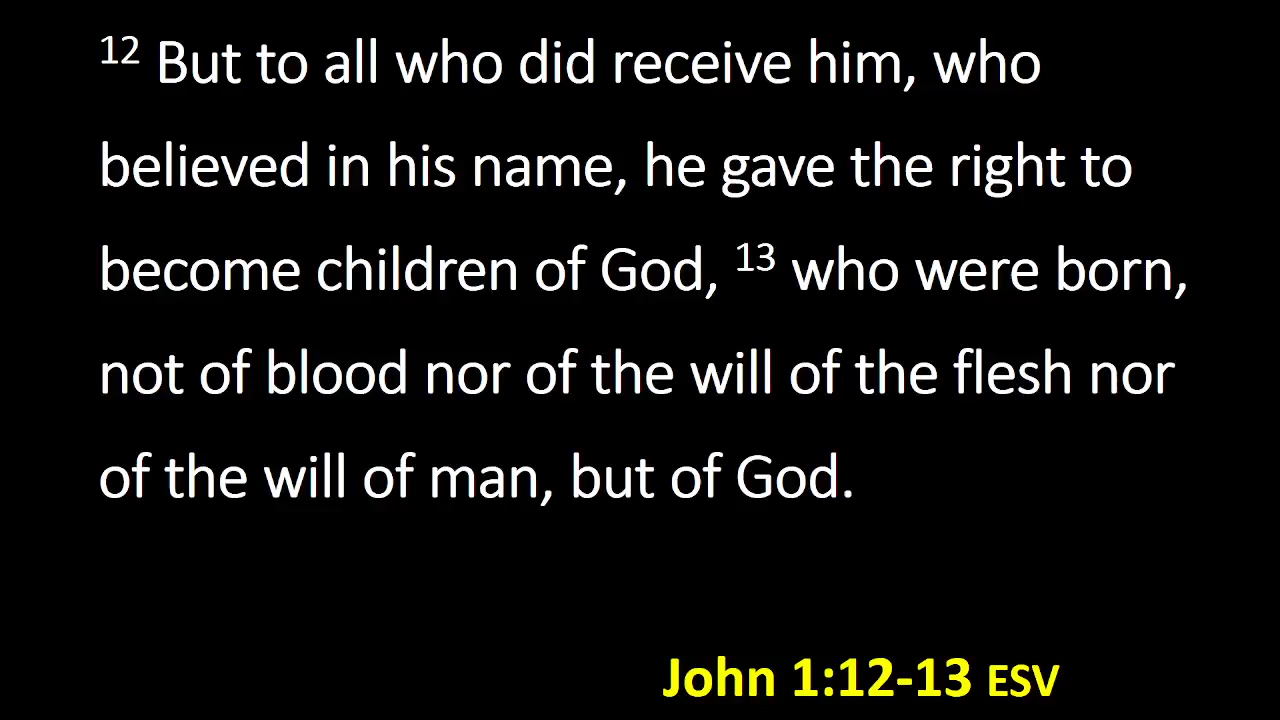 12 But to all who did receive him, who
believed in his name, he gave the right to
become children of God, 13 who were born,
not of blood nor of the will of the flesh nor
of the will of man, but of God.
John 1:12-13 ESV